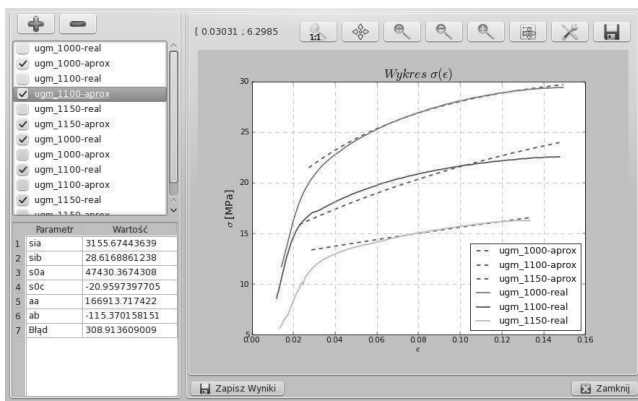 ugm_1000-real
ugm_1000-aprox
ugm_1100-real
ugm_1100-aprox
ugm_1150-real
ugm_1150-aprox
ugm_1000-real
ugm_1000-aprox
ugm_1100-real
ugm_1100-aprox
ugm_1150-real
ugm_1150-aprox
Parametr Wartość
1 sia 3155.67443639
2 sib 28.6168861238
3 s0a 47430.3674308
4 s0c -20.9597397705
5 aa 166913.717422
6 ab -115.370158151
7 Błąd 308.913609009
[ 0.03031 ; 6.2985
1:1
Wykres σ(ϵ)
30
25
20
15
10
5
σ [MPa]
0.00 0.02 0.04 0.06 0.08 0.10 0.12 0.14 0.16
ϵ
ugm_1000-aprox
ugm_1100-aprox
ugm_1150-aprox
ugm_1000-real
ugm_1100-real
ugm_1150-real
Zapisz Wyniki
Zamknij